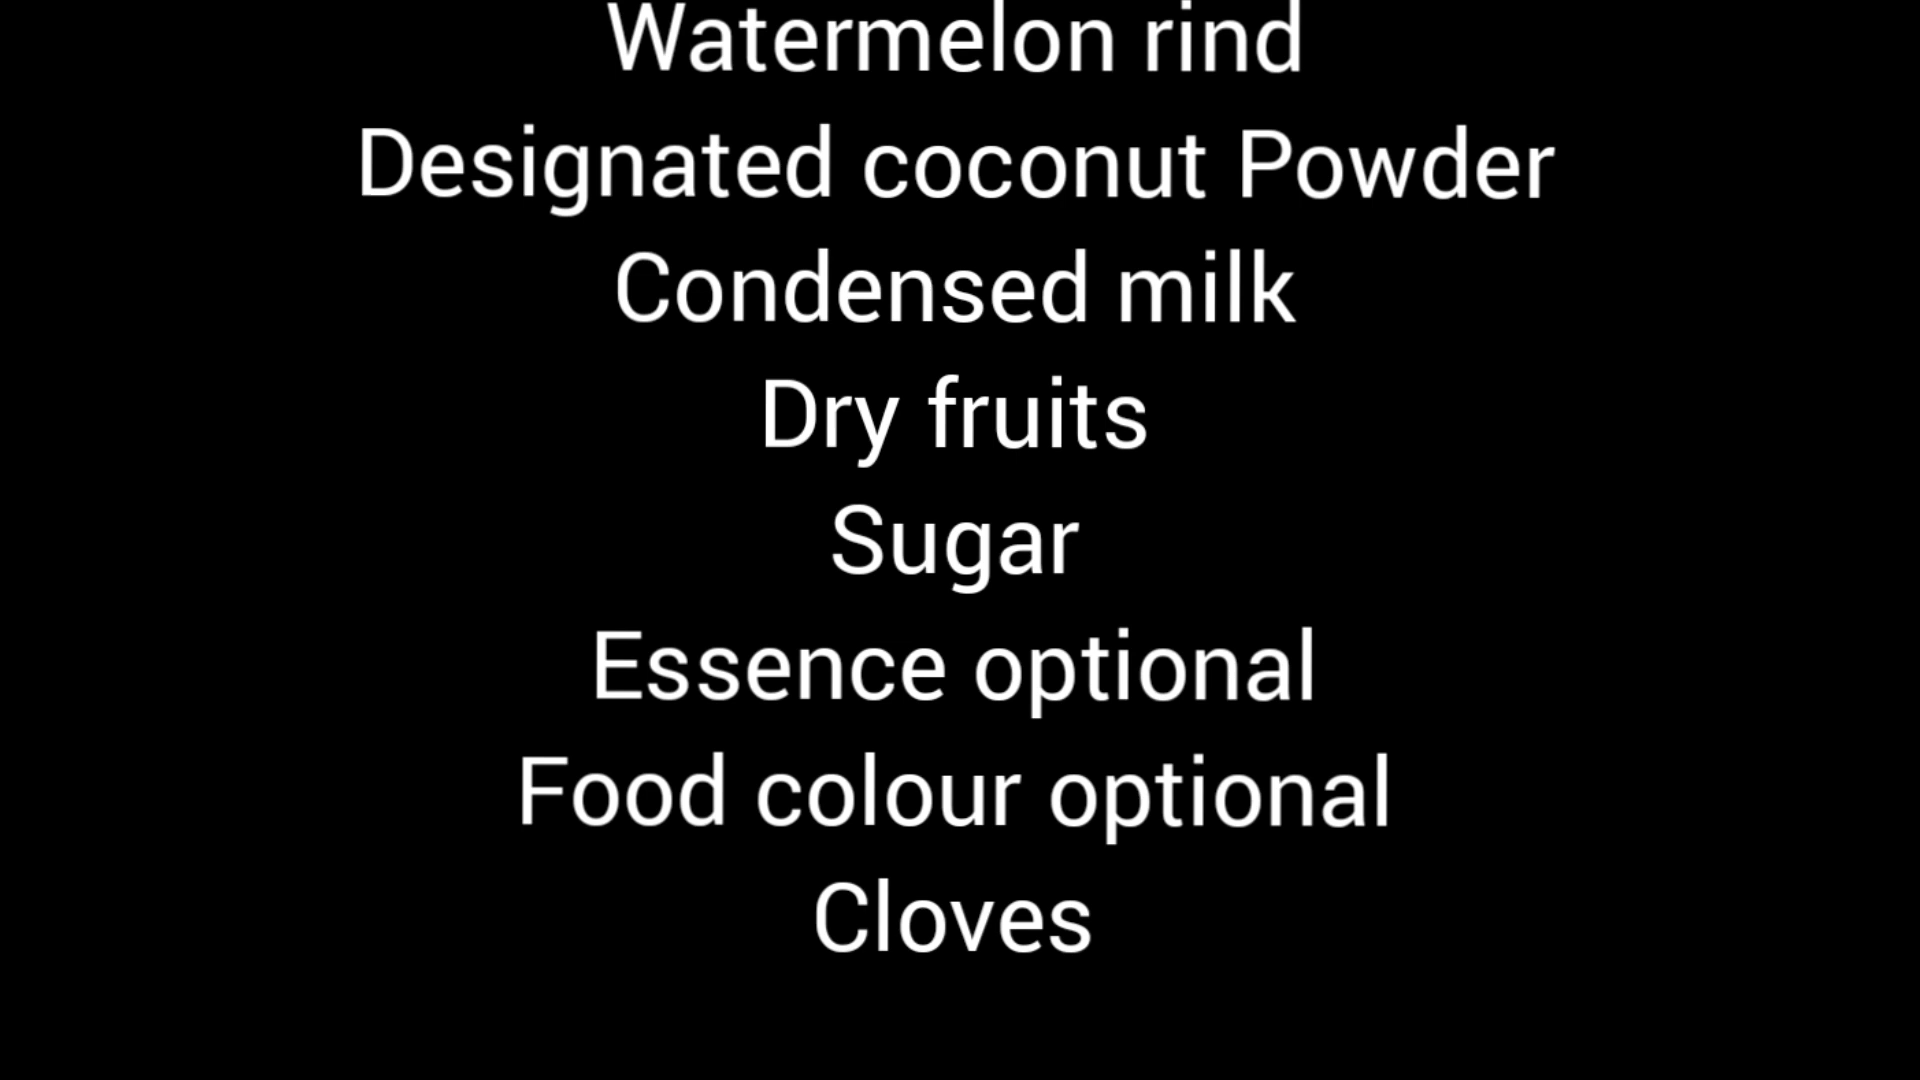 Watermelon rind
Designated coconut Powder
Condensed milk
Dry fruits
Sugar
Essence optional
Food colour optional
Cloves